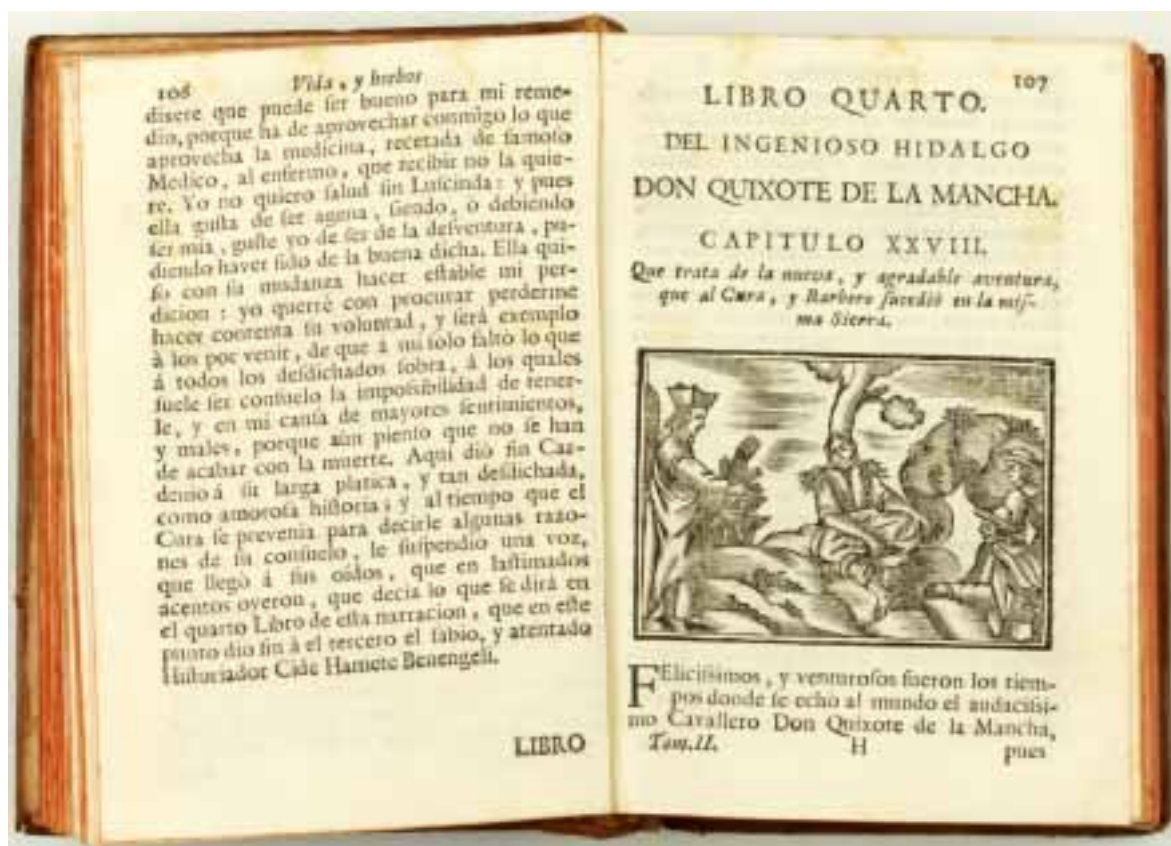 106 Vida, y hechos
dixere que puede ser bueno para mi reme-
dio, porque ha de aprovechar conmigo lo que
aprovecha la medicina, recetada de famoso
Medico, al enfermo, que recibir no la quie-
re. Yo no quiero salud sin Luscinda: y pues
ella gusta de ser agena, siendo, o debiendo
ser mia, guste yo de ser de la desventura, pu-
diendo haver sido de la buena dicha. Ella qui-
so con su mudanza hacer estable mi per-
dicion: yo querrè con procurar perderme
hacer contenta su voluntad, y serà exemplo
à los por venir, de que à mi solo faltò lo que
á todos los desdichados sobra, á los quales
suele ser consuelo la impossibilidad de tener-
le, y en mi causa de mayores sentimientos,
y males, porque aún pienso que no se han
de acabar con la muerte. Aqui diò fin Car-
denio á su larga platica, y tan desdichada,
como amorosa historia; y al tiempo que el
Cura se prevenia para decirle algunas razo-
nes de su consuelo, le suspendio una voz,
que llegó á sus oídos, que en lastimados
acentos oyeron, que decia lo que se dirá en
el quarto Libro de esta narracion, que en este
punto dio fin à el tercero el sabio, y atentado
Historiador Cide Hamete Benengeli.
LIBRO
107
LIBRO QUARTO.
DEL INGENIOSO HIDALGO
DON QUIXOTE DE LA MANCHA.
CAPITULO XXVIII.
Que trata de la nueva, y agradable aventura,
que al Cura, y Barbero sucediò en la mis-
ma Sierra.
FElicissimos, y venturosos fueron los tiem-
pos donde se echo al mundo el audacissi-
mo Cavallero Don Quixote de la Mancha,
Tom.II. H pues